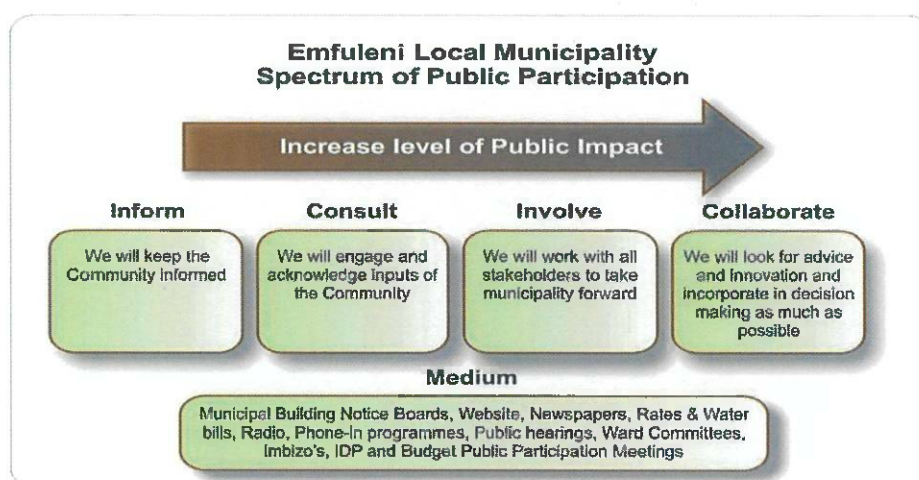 Emfuleni Local Municipality
Spectrum of Public Participation
Increase level of Public Impact
Inform
We will keep the
Community informed
Consult
We will engage and
acknowledge inputs of
the Community
Involve
We will work with all
stakeholders to take
municipality forward
Collaborate
We will look for advice
and innovation and
incorporate in decision
making as much as
possible
Medium
Municipal Building Notice Boards, Website, Newspapers, Rates & Water
bills, Radio, Phone-in programmes, Public hearings, Ward Committees,
Imbizo's, IDP and Budget Public Participation Meetings